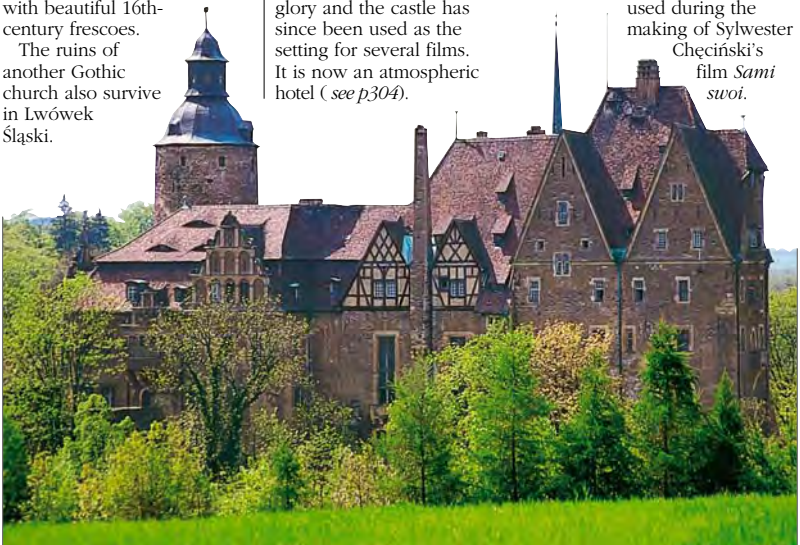 with beautiful 16th-
century frescoes.
The ruins of
another Gothic
church also survive
in Lwówek
Śląski.
glory and the castle has
since been used as the
setting for several films.
It is now an atmospheric
hotel ( see p304).
used during the
making of Sylwester
Chęciński's
film Sami
swoi.